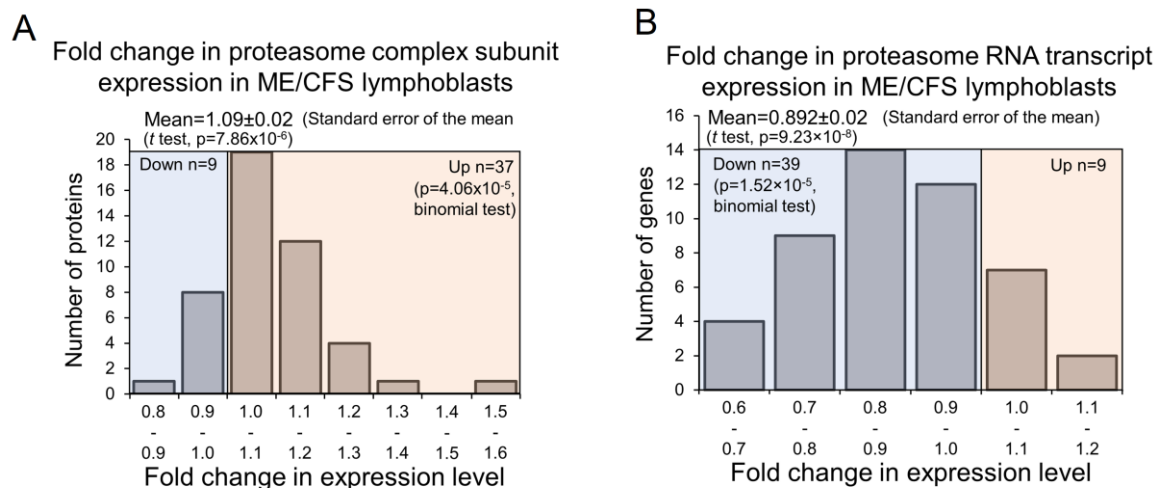 A
Fold change in proteasome complex subunit
expression in ME/CFS lymphoblasts
Mean=1.09±0.02 (Standard error of the mean
(t test, p=7.86x10⁻⁶)
Down n=9
Up n=37
(p=4.06x10⁻⁵,
binomial test)
Number of proteins
20
18
16
14
12
10
8
6
4
2
0
0.8 0.9 1.0 1.1 1.2 1.3 1.4 1.5
- - - - - - - -
0.9 1.0 1.1 1.2 1.3 1.4 1.5 1.6
Fold change in expression level
B
Fold change in proteasome RNA transcript
expression in ME/CFS lymphoblasts
Mean=0.892±0.02 (Standard error of the mean)
(t test, p=9.23×10⁻⁸)
Down n=39
(p=1.52×10⁻⁵,
binomial test)
Up n=9
Number of genes
16
14
12
10
8
6
4
2
0
0.6 0.7 0.8 0.9 1.0 1.1
- - - - - -
0.7 0.8 0.9 1.0 1.1 1.2
Fold change in expression level